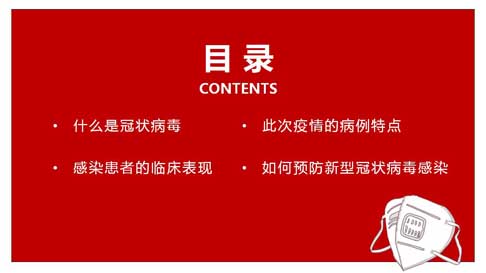 目录
CONTENTS
• 什么是冠状病毒
• 此次疫情的病例特点
• 感染患者的临床表现
• 如何预防新型冠状病毒感染